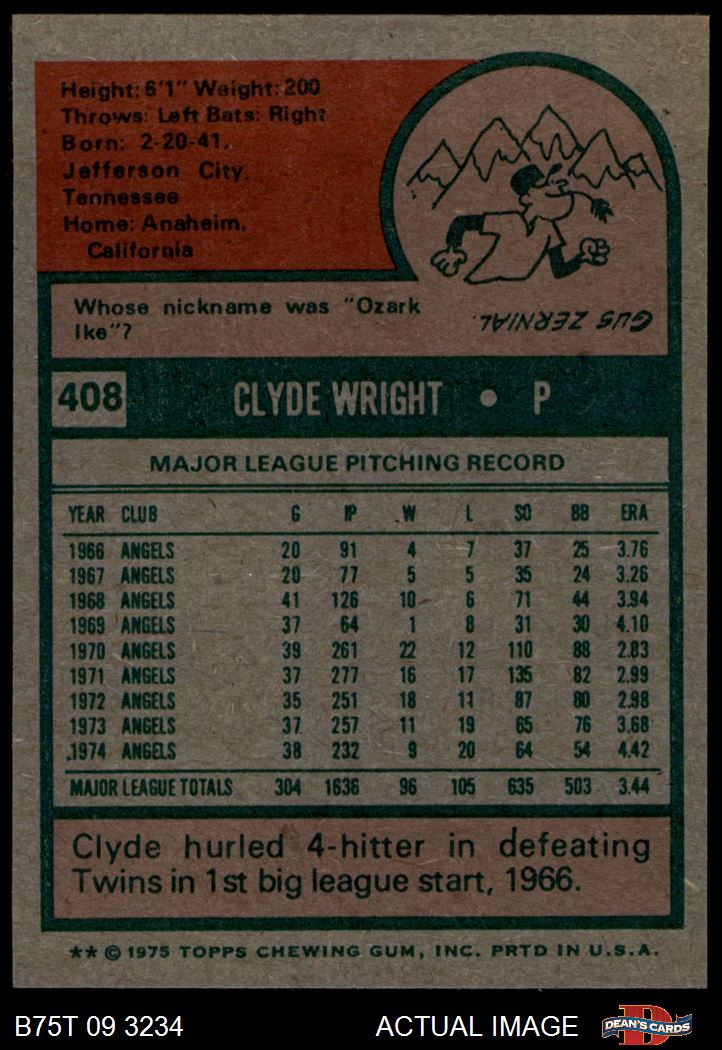 Height: 6'1" Weight: 200
Throws: Left Bats: Right
Born: 2-20-41,
Jefferson City,
Tennessee
Home: Anaheim,
California
Whose nickname was "Ozark
Ike"?
GUS ZERNIAL.
408 CLYDE WRIGHT • P
MAJOR LEAGUE PITCHING RECORD
YEAR CLUB G IP W L SO BB ERA
1966 ANGELS 20 91 4 7 37 25 3.76
1967 ANGELS 20 77 5 5 35 24 3.26
1968 ANGELS 41 126 10 6 71 44 3.94
1969 ANGELS 37 64 1 8 31 30 4.10
1970 ANGELS 39 261 22 12 110 88 2.83
1971 ANGELS 37 277 16 17 135 82 2.99
1972 ANGELS 35 251 18 11 87 80 2.98
1973 ANGELS 37 257 11 19 65 76 3.68
1974 ANGELS 38 232 9 20 64 54 4.42
MAJOR LEAGUE TOTALS 304 1636 96 105 635 503 3.44
Clyde hurled 4-hitter in defeating
Twins in 1st big league start, 1966.
** © 1975 TOPPS CHEWING GUM, INC. PRTD IN U.S.A.
B75T 09 3234 ACTUAL IMAGE D DEAN'S CARDS